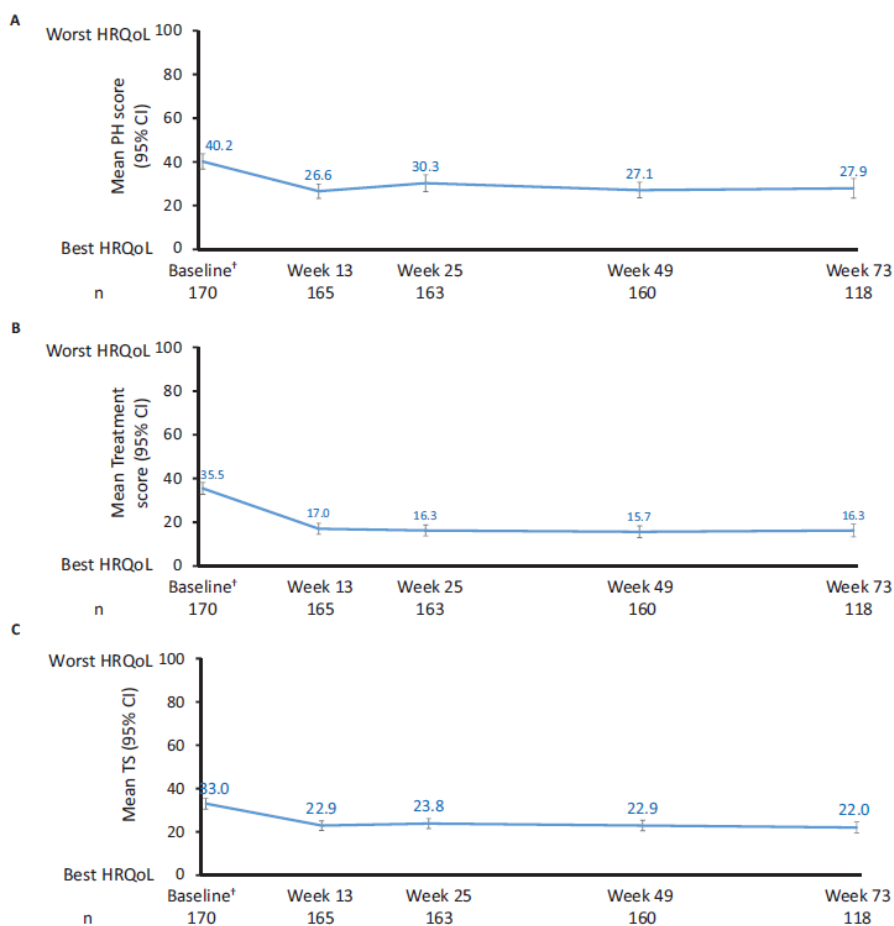 A
Worst HRQoL 100
80
60
40
20
Best HRQoL 0
Mean PH score
(95% CI)
40.2 26.6 30.3 27.1 27.9
Baseline† Week 13 Week 25 Week 49 Week 73
n 170 165 163 160 118
B
Worst HRQoL 100
80
60
40
20
Best HRQoL 0
Mean Treatment
score (95% CI)
35.5 17.0 16.3 15.7 16.3
Baseline† Week 13 Week 25 Week 49 Week 73
n 170 165 163 160 118
C
Worst HRQoL 100
80
60
40
20
Best HRQoL 0
Mean TS (95% CI)
33.0 22.9 23.8 22.9 22.0
Baseline† Week 13 Week 25 Week 49 Week 73
n 170 165 163 160 118